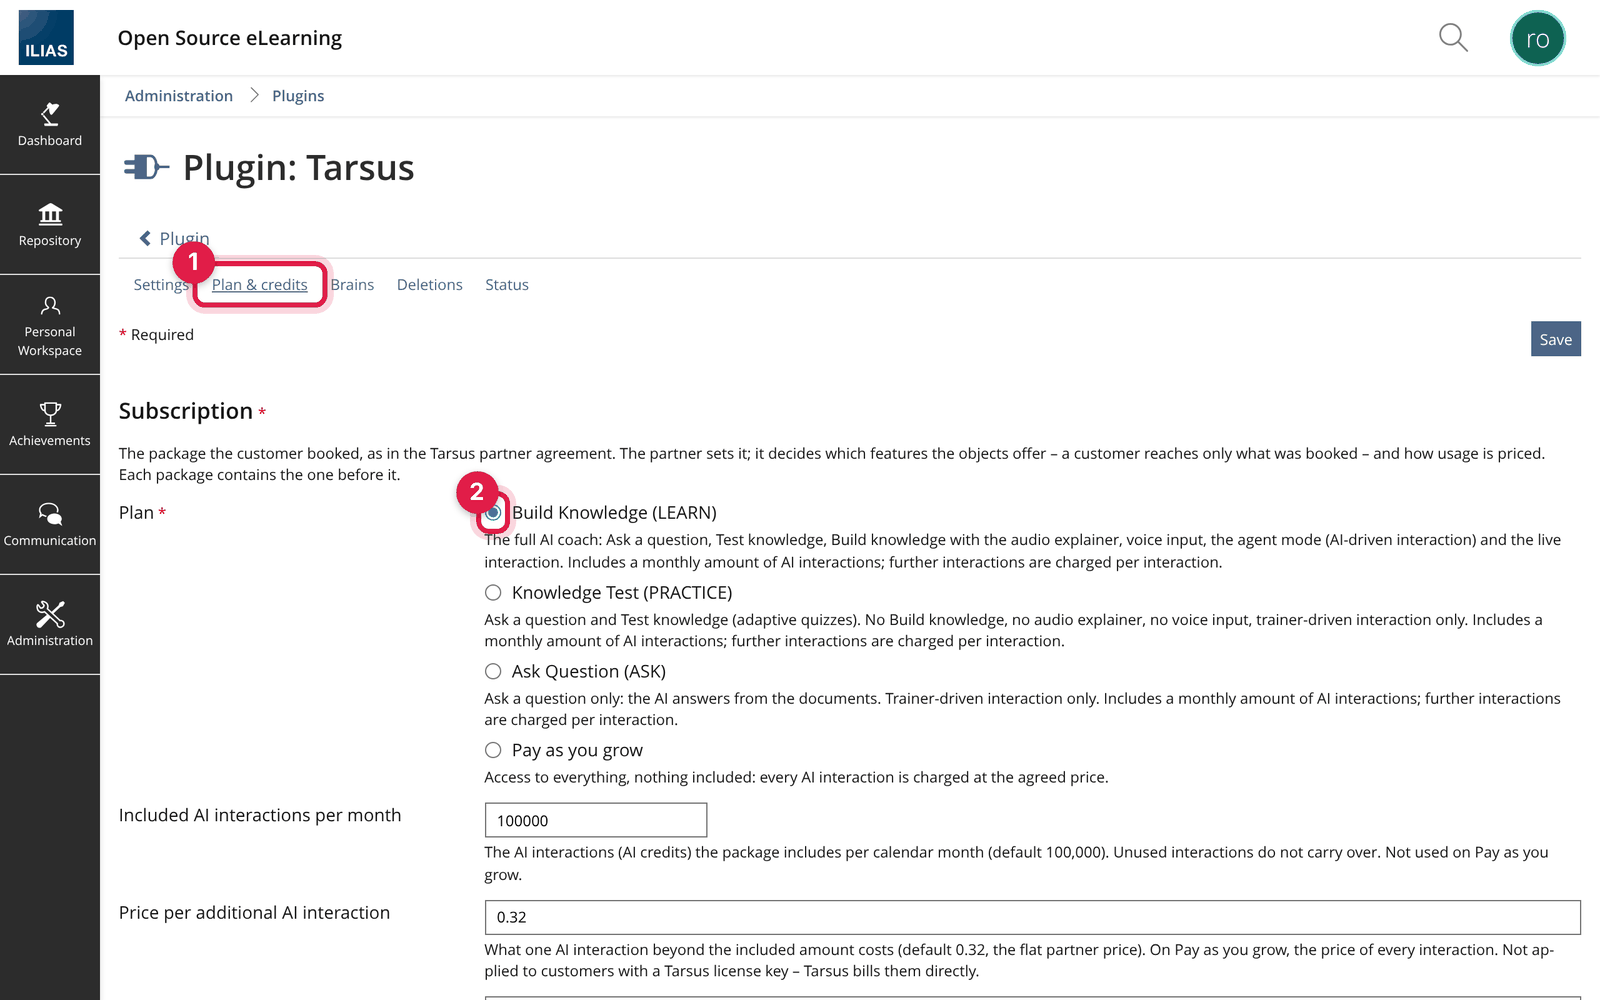 ILIAS
Open Source eLearning
ro
Administration
Plugins
Dashboard
Repository
Personal
Workspace
Achievements
Communication
Administration
Plugin: Tarsus
Plugin
1
Settings
Plan & credits
Brains
Deletions
Status
* Required
Save
Subscription *
The package the customer booked, as in the Tarsus partner agreement. The partner sets it; it decides which features the objects offer – a customer reaches only what was booked – and how usage is priced.
Each package contains the one before it.
Plan *
2
Build Knowledge (LEARN)
The full AI coach: Ask a question, Test knowledge, Build knowledge with the audio explainer, voice input, the agent mode (AI-driven interaction) and the live
interaction. Includes a monthly amount of AI interactions; further interactions are charged per interaction.
Knowledge Test (PRACTICE)
Ask a question and Test knowledge (adaptive quizzes). No Build knowledge, no audio explainer, no voice input, trainer-driven interaction only. Includes a
monthly amount of AI interactions; further interactions are charged per interaction.
Ask Question (ASK)
Ask a question only: the AI answers from the documents. Trainer-driven interaction only. Includes a monthly amount of AI interactions; further interactions
are charged per interaction.
Pay as you grow
Access to everything, nothing included: every AI interaction is charged at the agreed price.
Included AI interactions per month
100000
The AI interactions (AI credits) the package includes per calendar month (default 100,000). Unused interactions do not carry over. Not used on Pay as you
grow.
Price per additional AI interaction
0.32
What one AI interaction beyond the included amount costs (default 0.32, the flat partner price). On Pay as you grow, the price of every interaction. Not ap-
plied to customers with a Tarsus license key – Tarsus bills them directly.